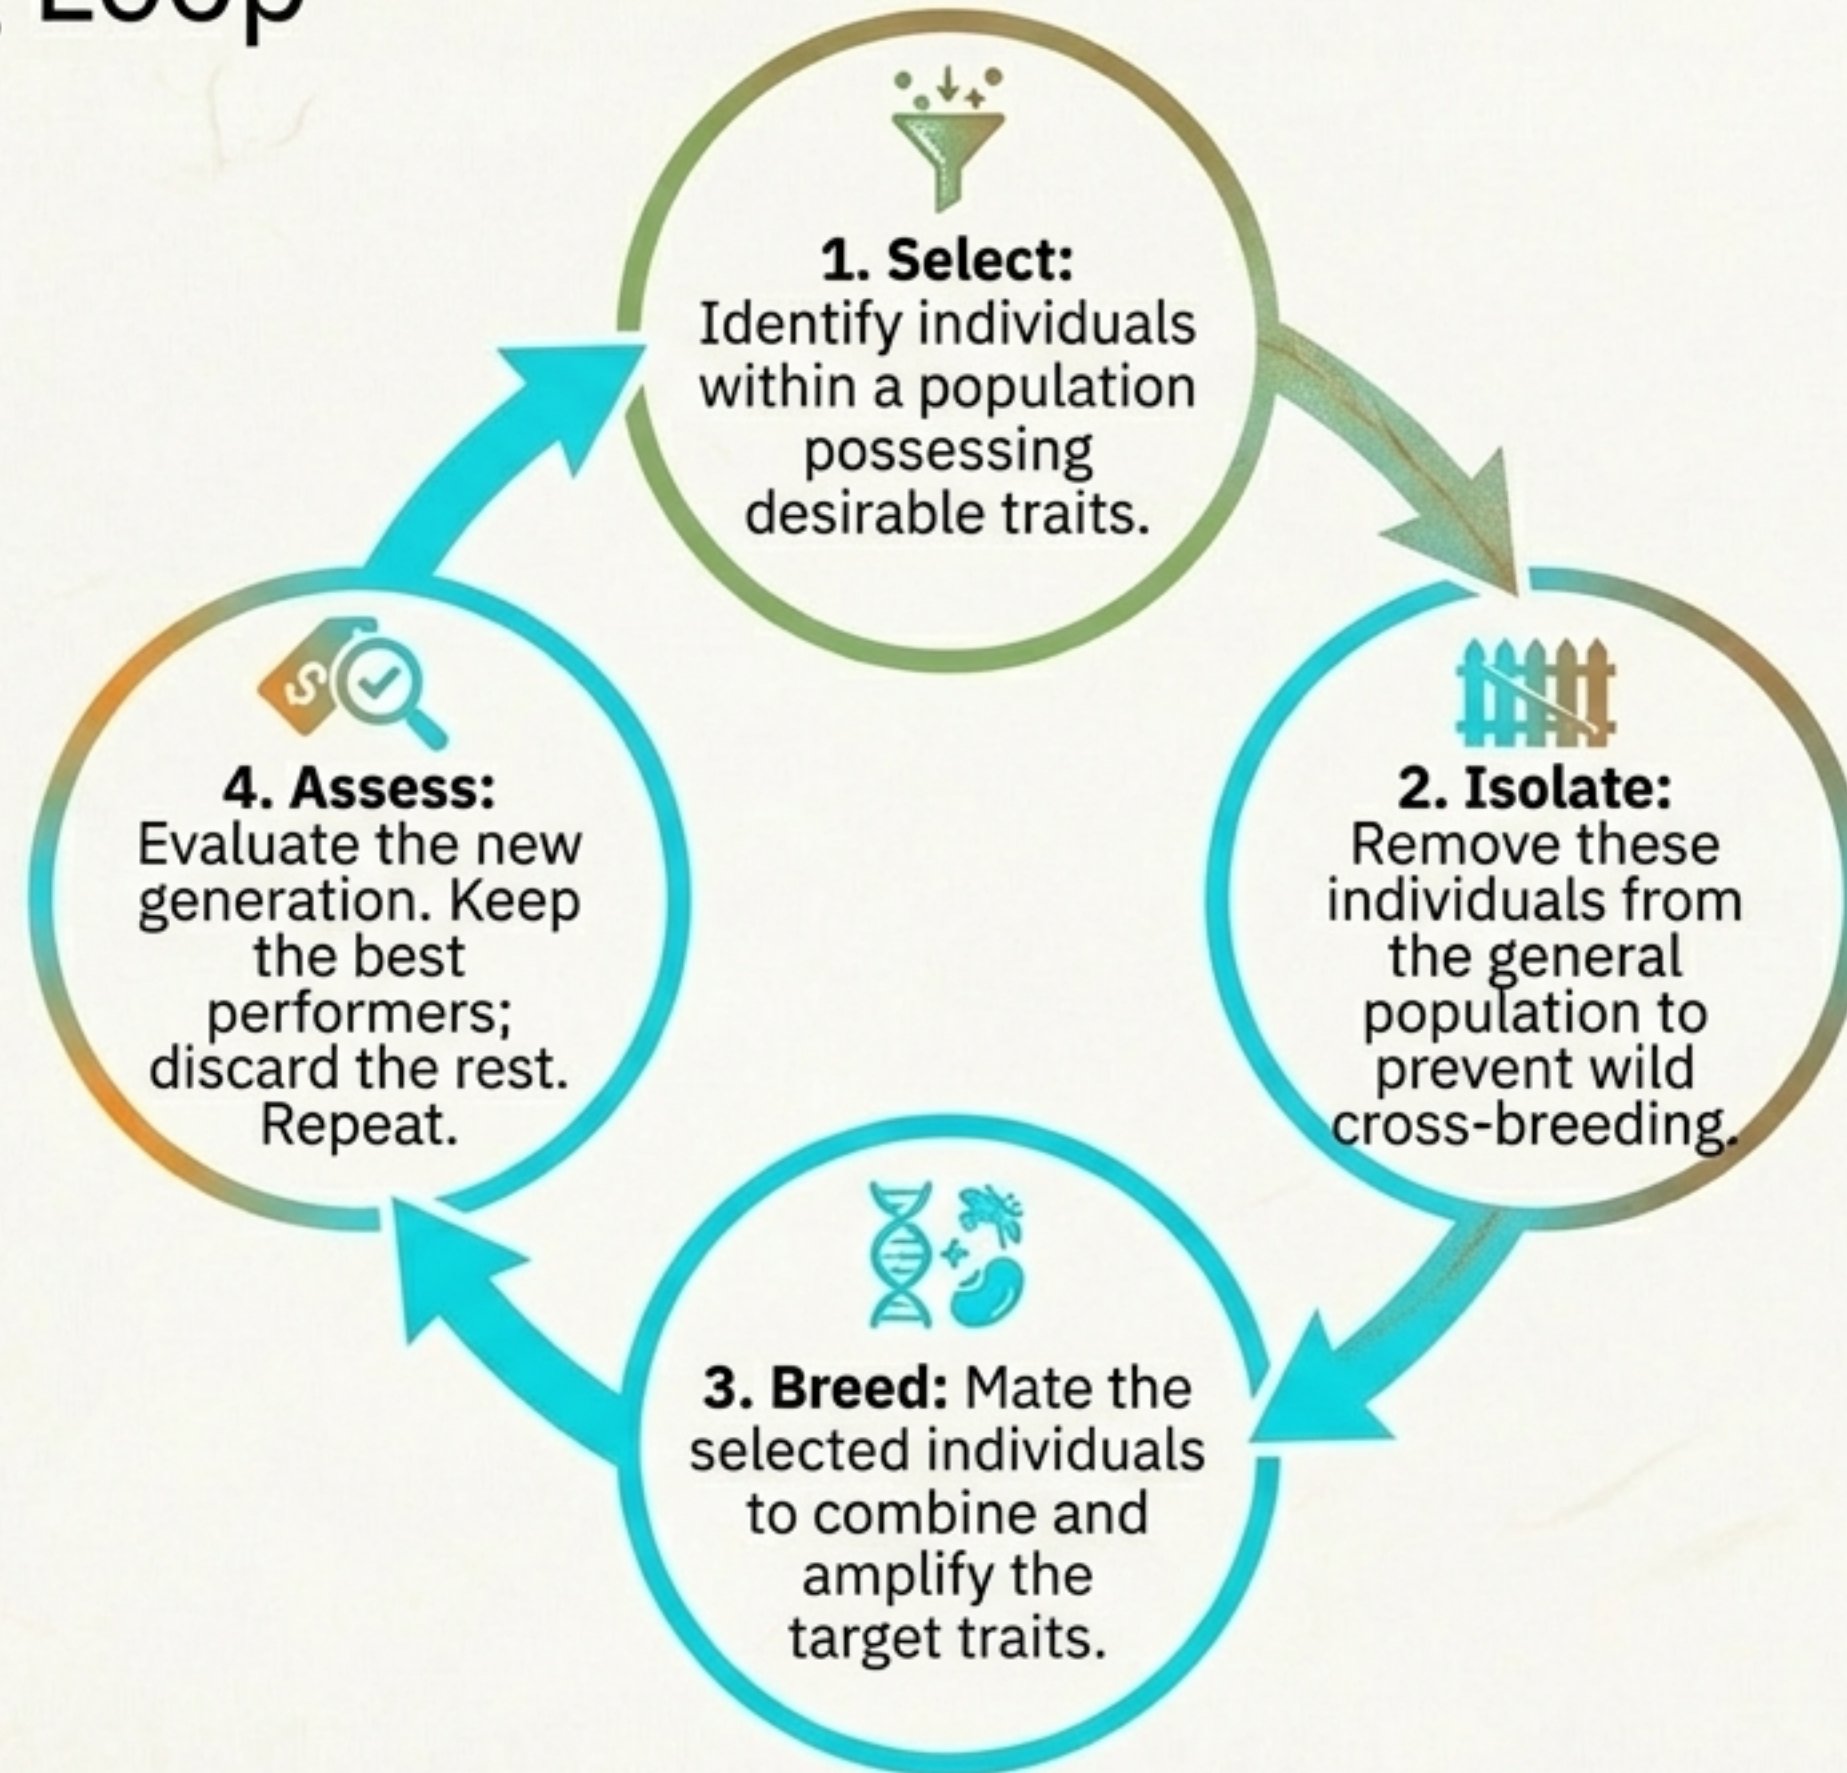 Loop
1. Select:
Identify individuals
within a population
possessing
desirable traits.
2. Isolate:
Remove these
individuals from
the general
population to
prevent wild
cross-breeding.
3. Breed: Mate the
selected individuals
to combine and
amplify the
target traits.
4. Assess:
Evaluate the new
generation. Keep
the best
performers;
discard the rest.
Repeat.